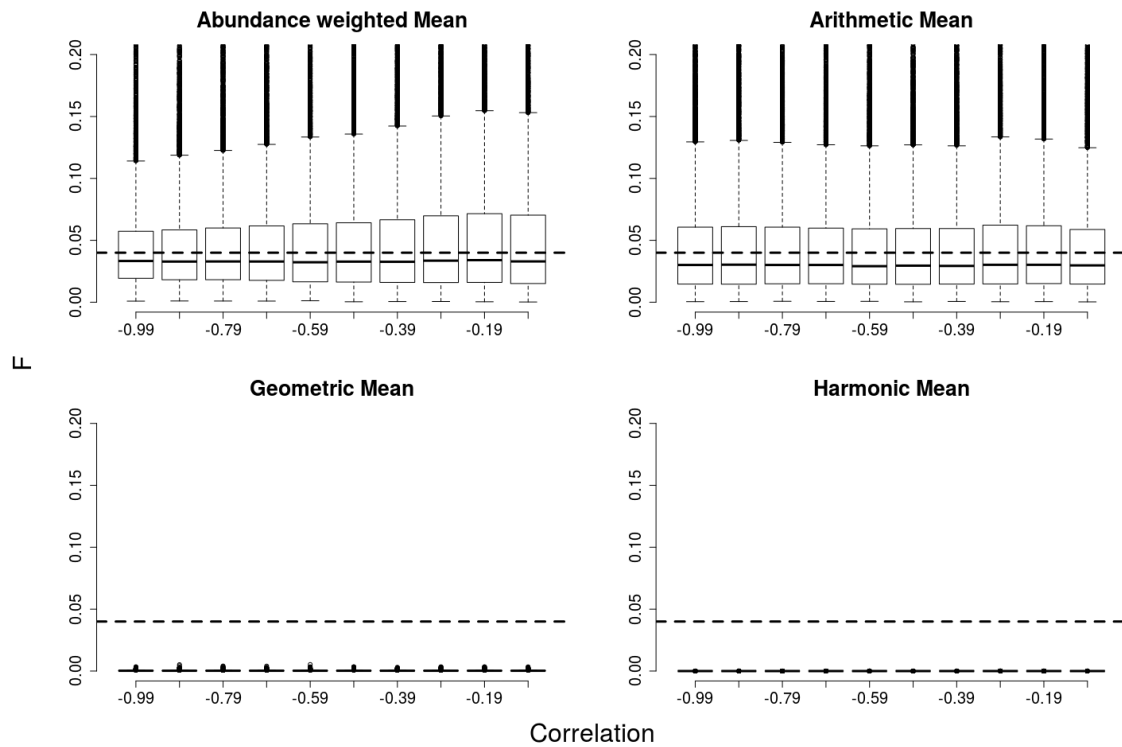 Abundance weighted Mean
0.20
0.15
0.10
0.05
0.00
-0.99 -0.79 -0.59 -0.39 -0.19
Arithmetic Mean
0.20
0.15
0.10
0.05
0.00
-0.99 -0.79 -0.59 -0.39 -0.19
F
Geometric Mean
0.20
0.15
0.10
0.05
0.00
-0.99 -0.79 -0.59 -0.39 -0.19
Harmonic Mean
0.20
0.15
0.10
0.05
0.00
-0.99 -0.79 -0.59 -0.39 -0.19
Correlation